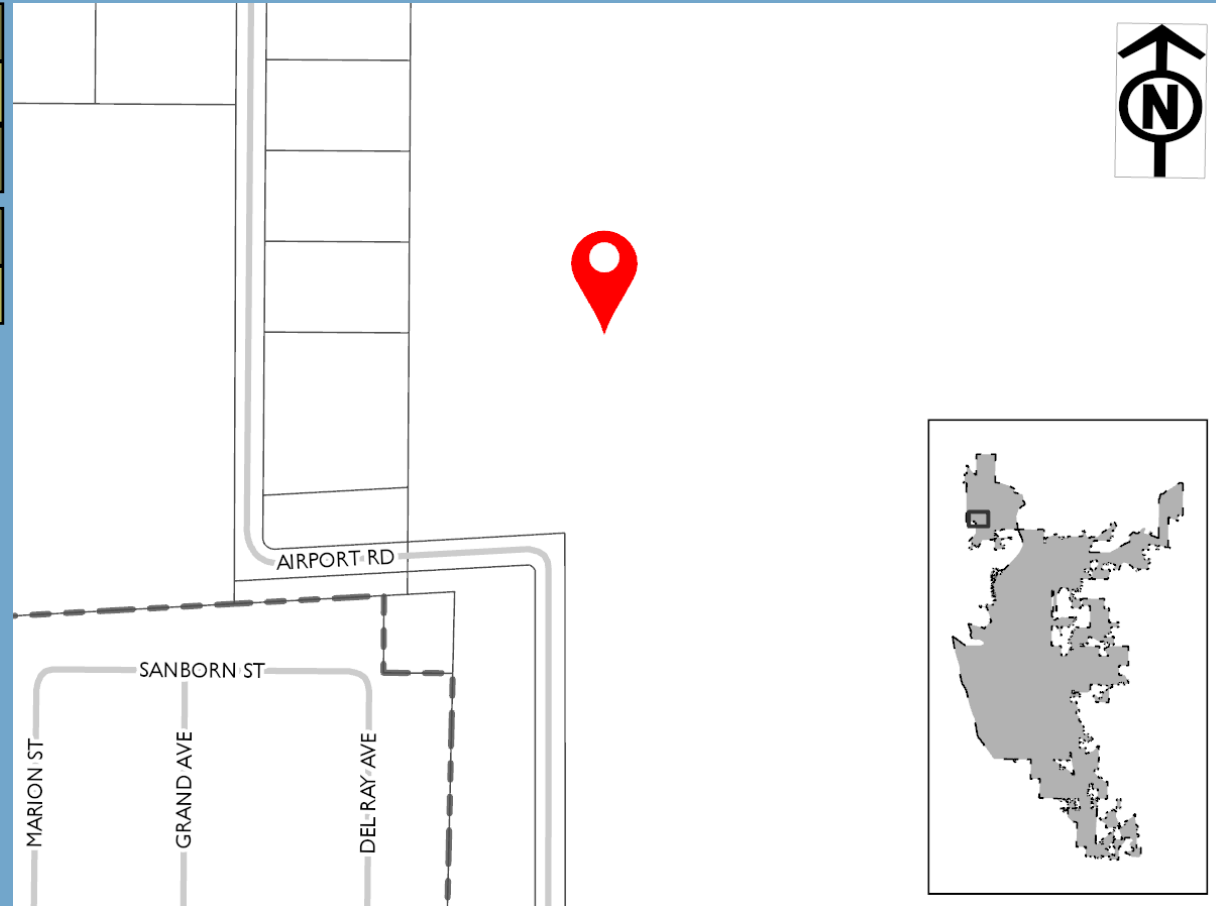 N
AIRPORT RD
SANBORN ST
MARION ST
GRAND AVE
DEL RAY AVE